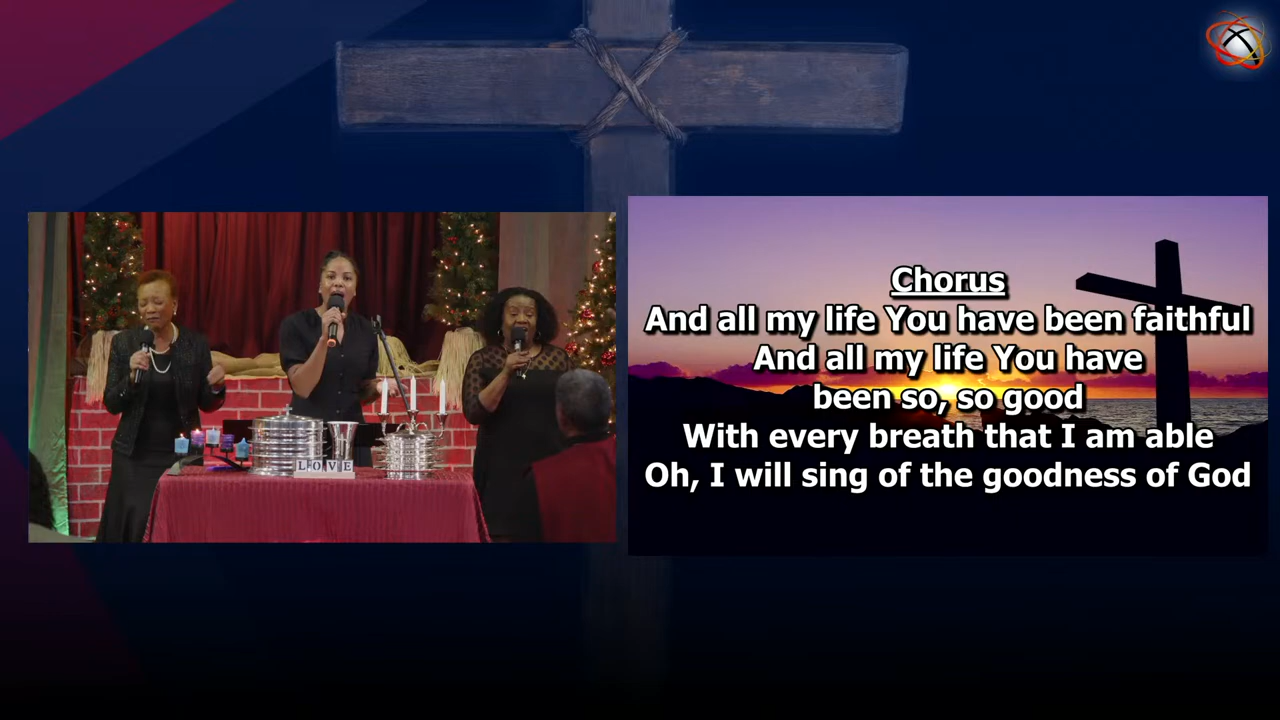 Chorus
And all my life You have been faithful
And all my life You have
been so, so good
With every breath that I am able
Oh, I will sing of the goodness of God
LOVE